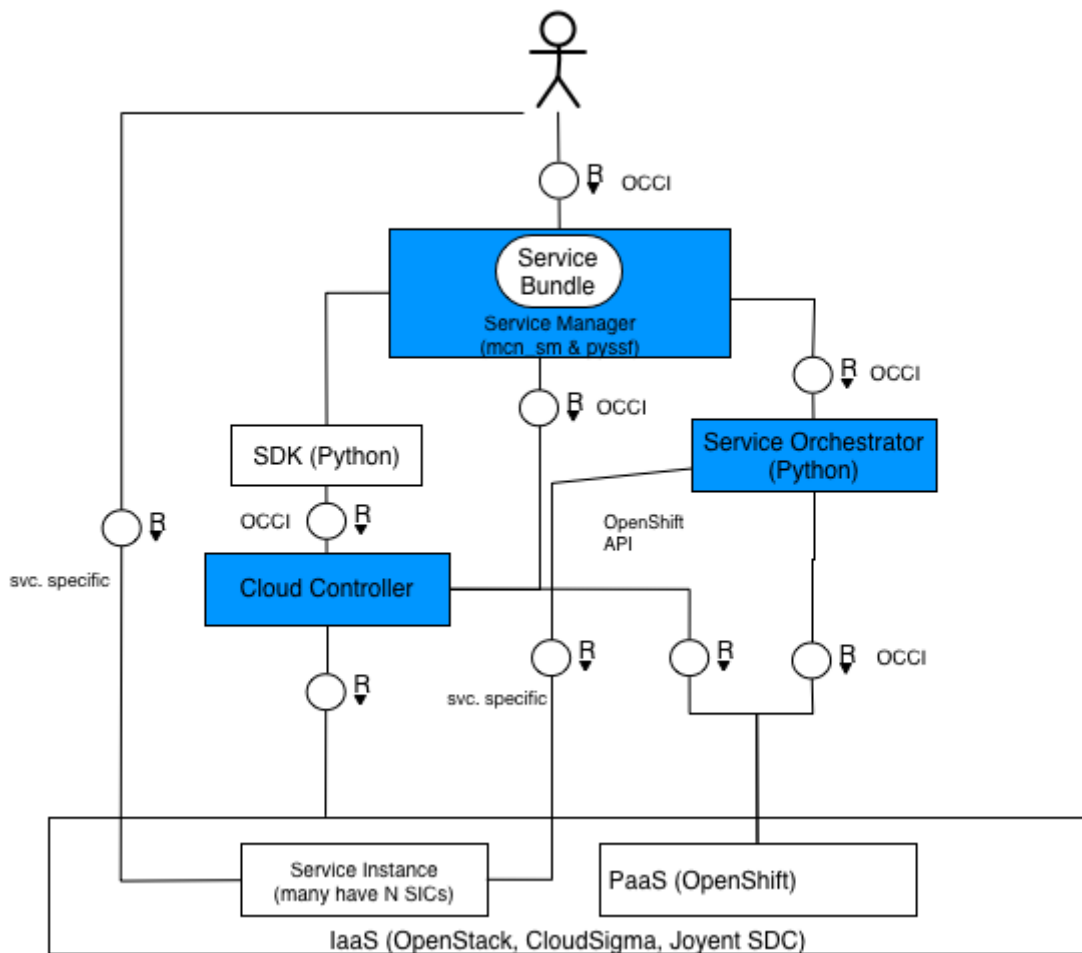 R
OCCI
Service
Bundle
Service Manager
(mcn_sm & pyssf)
R
OCCI
R
OCCI
SDK (Python)
Service Orchestrator
(Python)
R
svc. specific
OCCI
R
OpenShift
API
Cloud Controller
R
R
svc. specific
R
R
OCCI
Service Instance
(many have N SICs)
PaaS (OpenShift)
IaaS (OpenStack, CloudSigma, Joyent SDC)